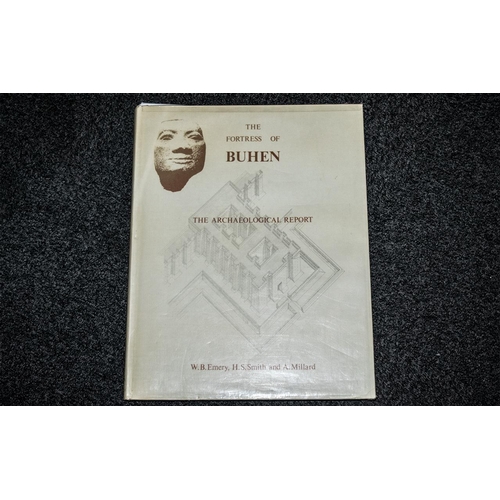 THE
FORTRESS OF
BUHEN
THE ARCHAEOLOGICAL REPORT
W.B.Emery, H.S.Smith and A.Millard